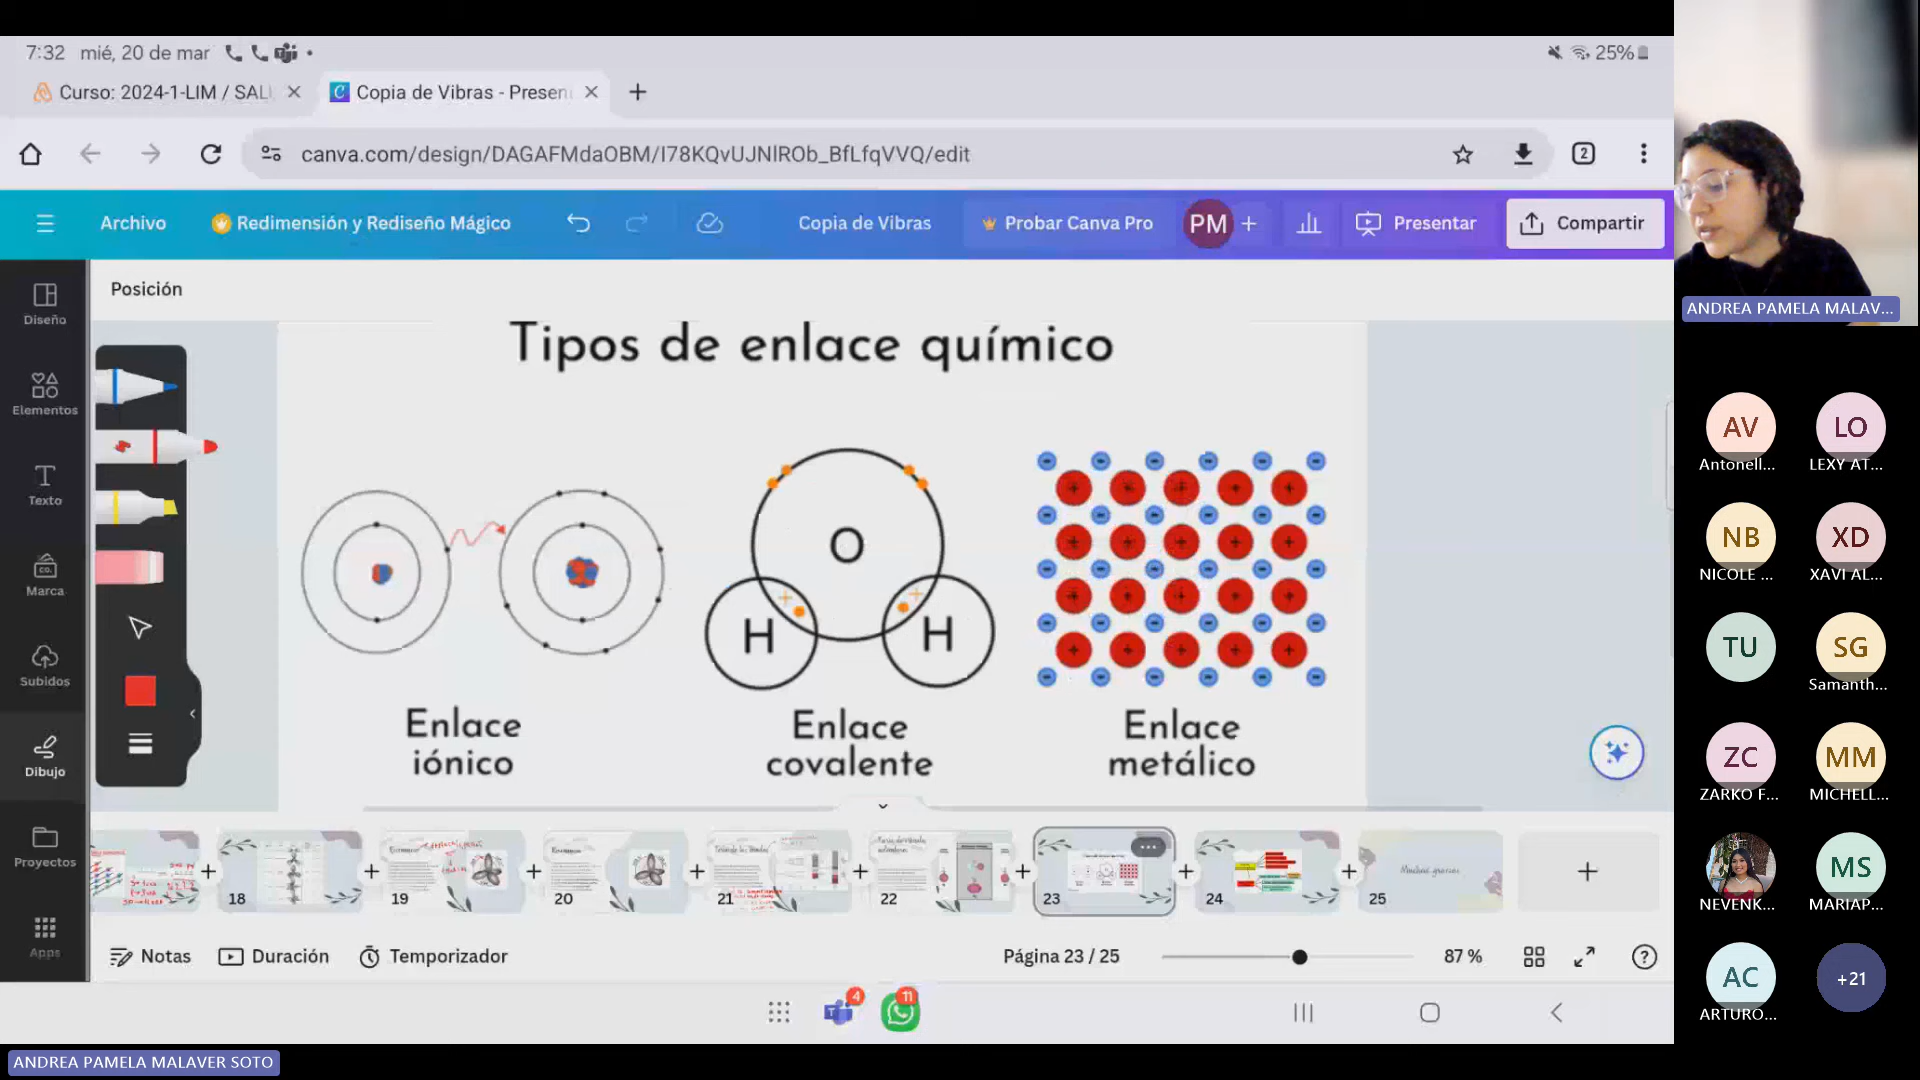 7:32 mié, 20 de mar
25%
Curso: 2024-1-LIM / SAL
Copia de Vibras - Presen
canva.com/design/DAGAFMdaOBM/I78KQvUJNlROb_BfLfqVVQ/edit
2
Archivo
Redimensión y Rediseño Mágico
Copia de Vibras
Probar Canva Pro
PM
Presentar
Compartir
Diseño
Elementos
Texto
Marca
Subidos
Dibujo
Proyectos
Apps
Posición
Tipos de enlace químico
O
H
H
Enlace
iónico
Enlace
covalente
Enlace
metálico
18
19
20
21
22
23
24
25
Muchas gracias
Notas
Duración
Temporizador
Página 23 / 25
87 %
4
11
ANDREA PAMELA MALAVER SOTO
ANDREA PAMELA MALAV...
AV
Antonell...
LO
LEXY AT...
NB
NICOLE ...
XD
XAVI AL...
TU
SG
Samanth...
ZC
ZARKO F...
MM
MICHELL...
NEVENK...
MS
MARIAP...
AC
ARTURO...
+21